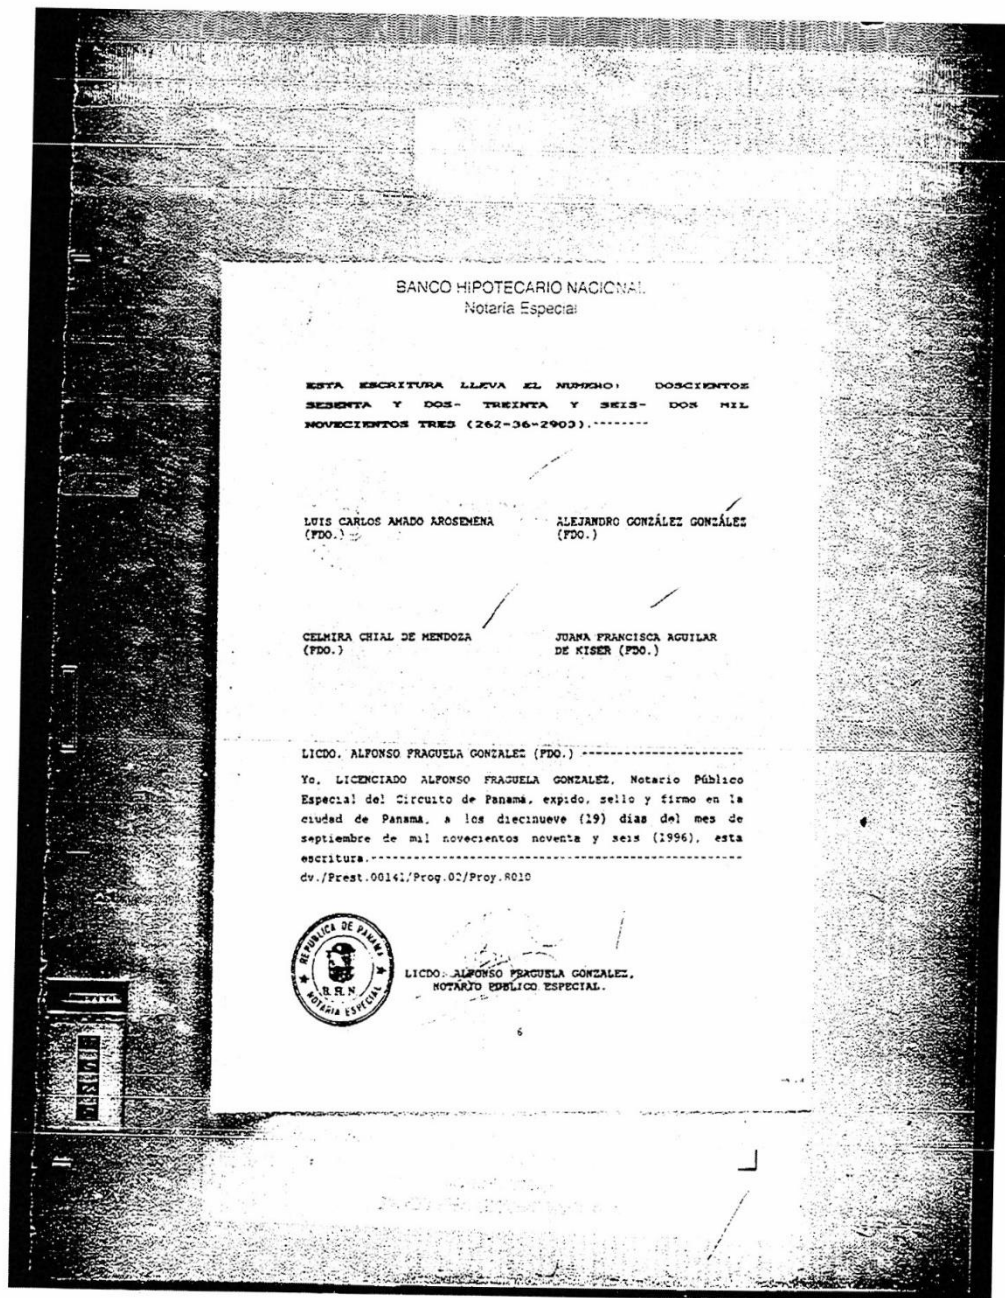 BANCO HIPOTECARIO NACIONAL
Notaría Especial
ESTA ESCRITURA LLEVA EL NUMERO: DOSCIENTOS
SESENTA Y DOS- TREINTA Y SEIS- DOS MIL
NOVECIENTOS TRES (262-36-2903).--------
LUIS CARLOS AMADO AROSEMENA
(FDO.)
ALEJANDRO GONZÁLEZ GONZÁLEZ
(FDO.)
CELMIRA CHIAL DE MENDOZA
(FDO.)
JUANA FRANCISCA AGUILAR
DE KISER (FDO.)
LICDO. ALFONSO FRAGUELA GONZALEZ (FDO.) -----------------------
Yo, LICENCIADO ALFONSO FRAGUELA GONZALEZ, Notario Público
Especial del Circuito de Panamá, expido, sello y firmo en la
ciudad de Panamá, a los diecinueve (19) días del mes de
septiembre de mil novecientos noventa y seis (1996), esta
escritura.-----------------------------------------------------
dv./Prest.00141/Prog.02/Proy.8010
REPUBLICA DE PANAMA
B. H. N.
NOTARIA ESPECIAL
LICDO. ALFONSO FRAGUELA GONZALEZ,
NOTARIO PUBLICO ESPECIAL.
6